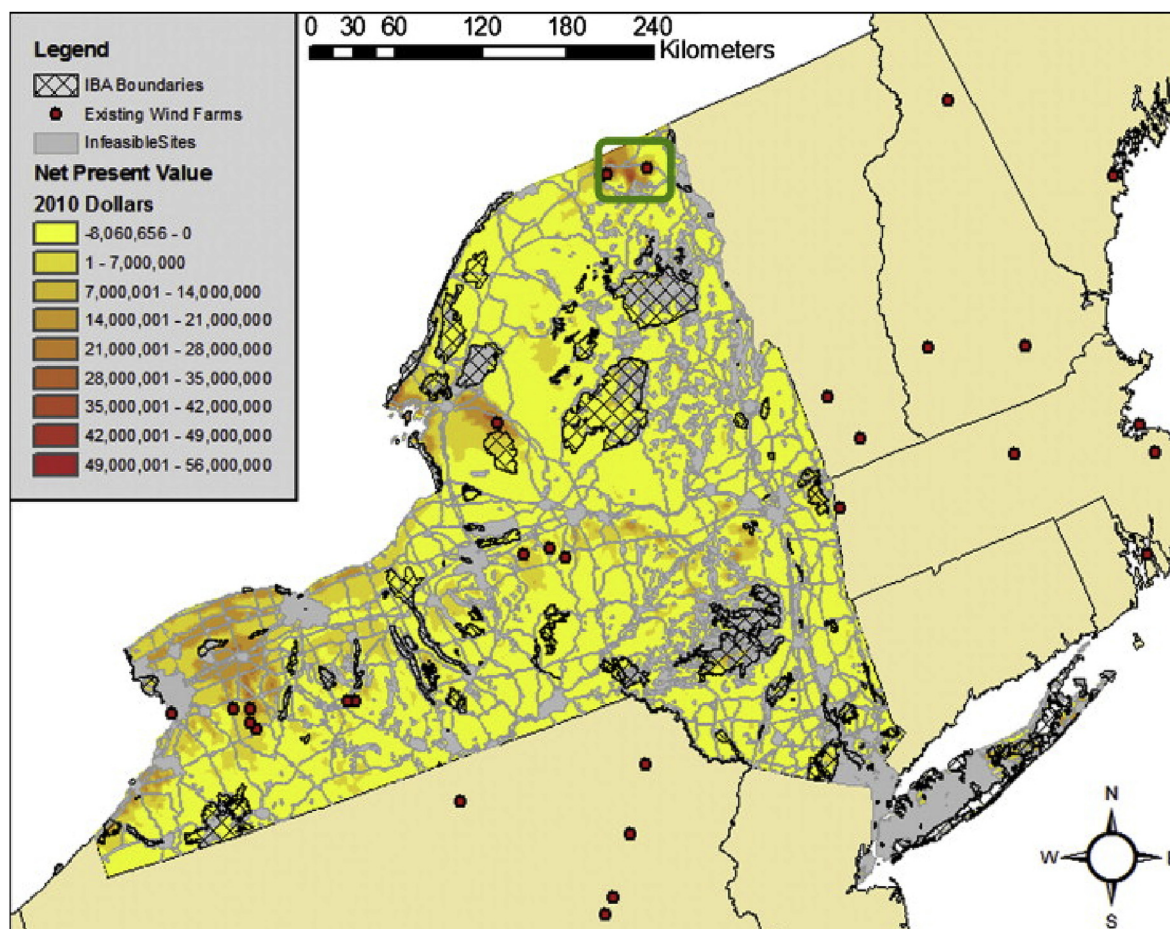 0 30 60 120 180 240
Kilometers
Legend
IBA Boundaries
Existing Wind Farms
InfeasibleSites
Net Present Value
2010 Dollars
-8,060,656 - 0
1 - 7,000,000
7,000,001 - 14,000,000
14,000,001 - 21,000,000
21,000,001 - 28,000,000
28,000,001 - 35,000,000
35,000,001 - 42,000,000
42,000,001 - 49,000,000
49,000,001 - 56,000,000
N
W
S